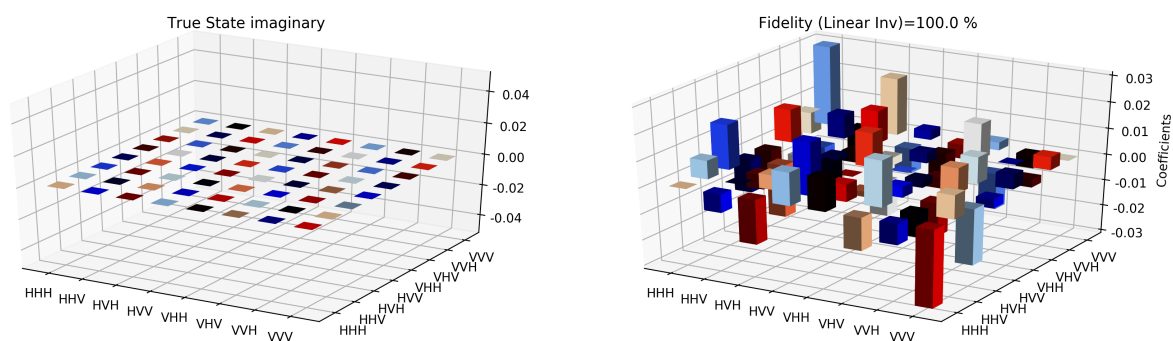 True State imaginary
0.04
0.02
0.00
-0.02
-0.04
HHH
HHV
HVH
HVV
VHH
VHV
VVH
VVV
HHH
HHV
HVH
HVV
VHH
VHV
VVH
VVV
Fidelity (Linear Inv)=100.0 %
0.03
0.02
0.01
0.00
-0.01
-0.02
-0.03
Coefficients
HHH
HHV
HVH
HVV
VHH
VHV
VVH
VVV
HHH
HHV
HVH
HVV
VHH
VHV
VVH
VVV